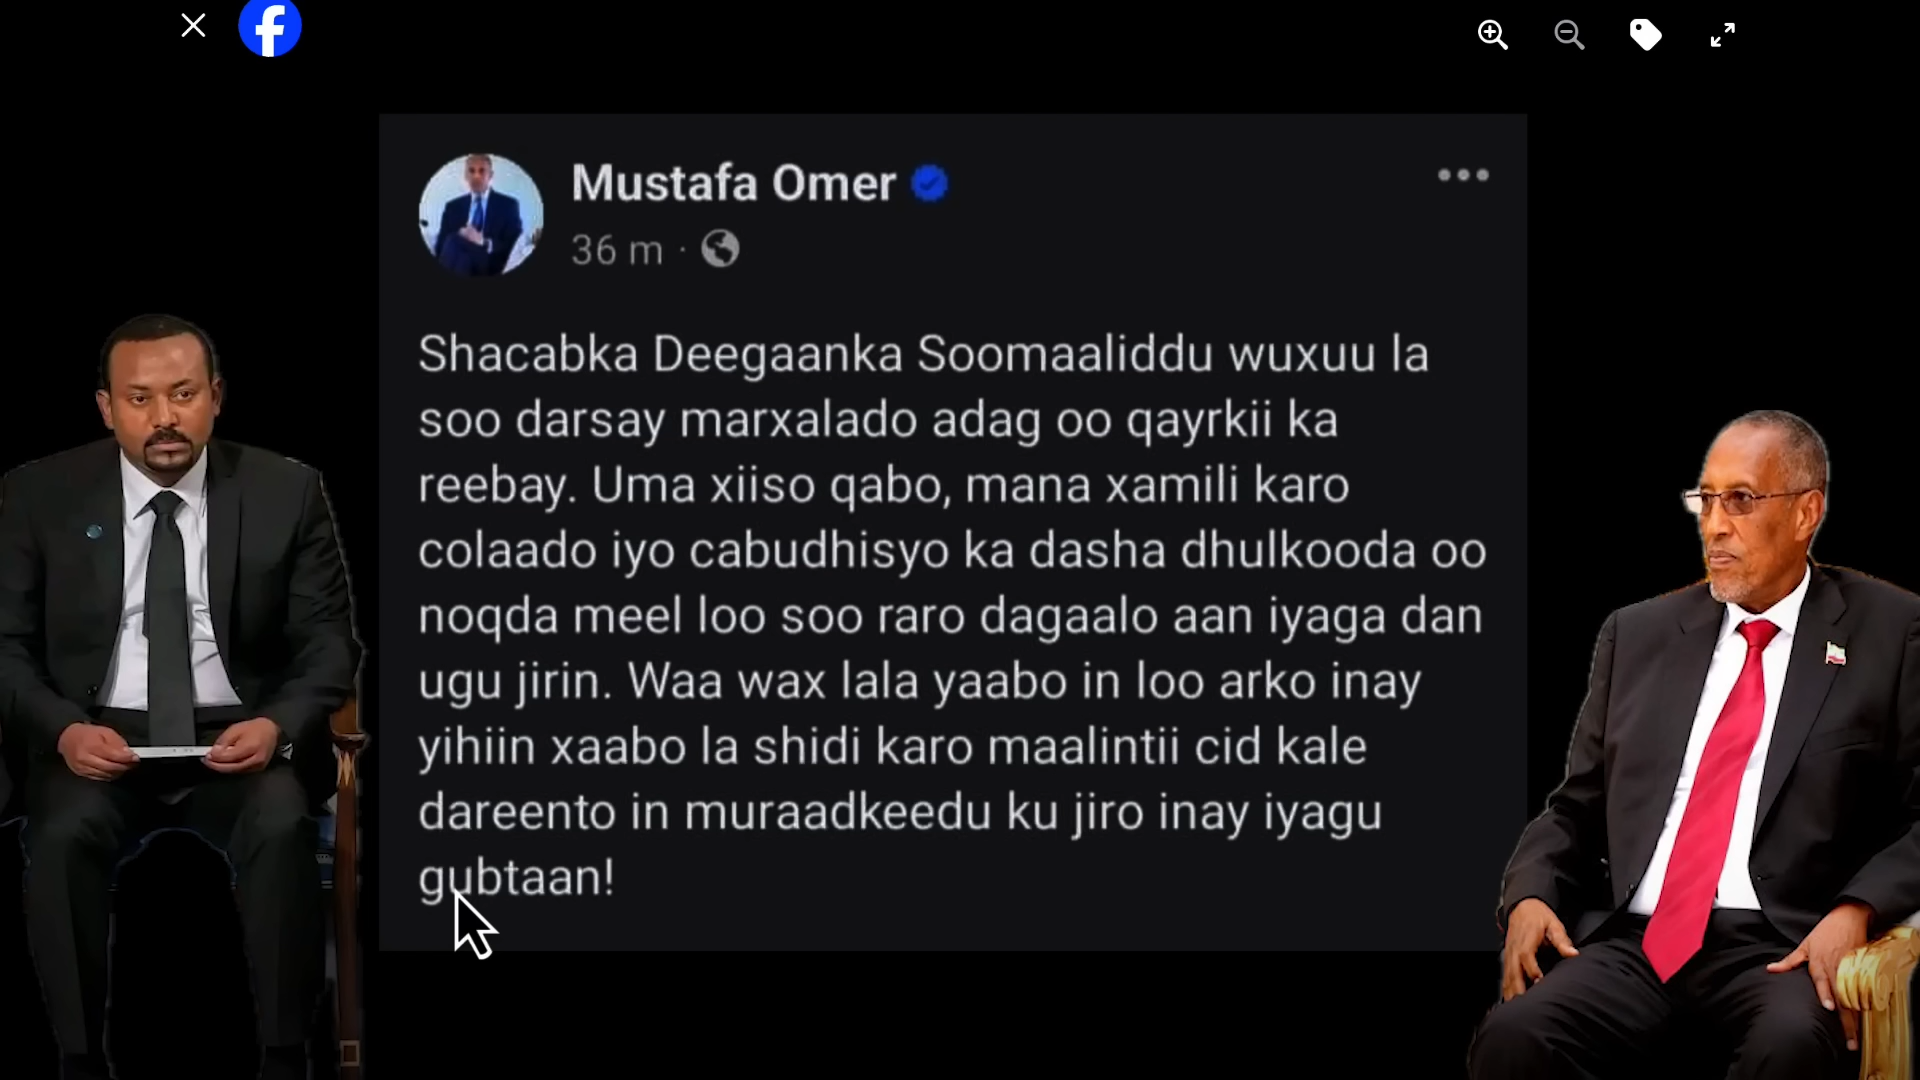 Mustafa Omer
36 m ·
Shacabka Deegaanka Soomaaliddu wuxuu la
soo darsay marxalado adag oo qayrkii ka
reebay. Uma xiiso qabo, mana xamili karo
colaado iyo cabudhisyo ka dasha dhulkooda oo
noqda meel loo soo raro dagaalo aan iyaga dan
ugu jirin. Waa wax lala yaabo in loo arko inay
yihiin xaabo la shidi karo maalintii cid kale
dareento in muraadkeedu ku jiro inay iyagu
gubtaan!